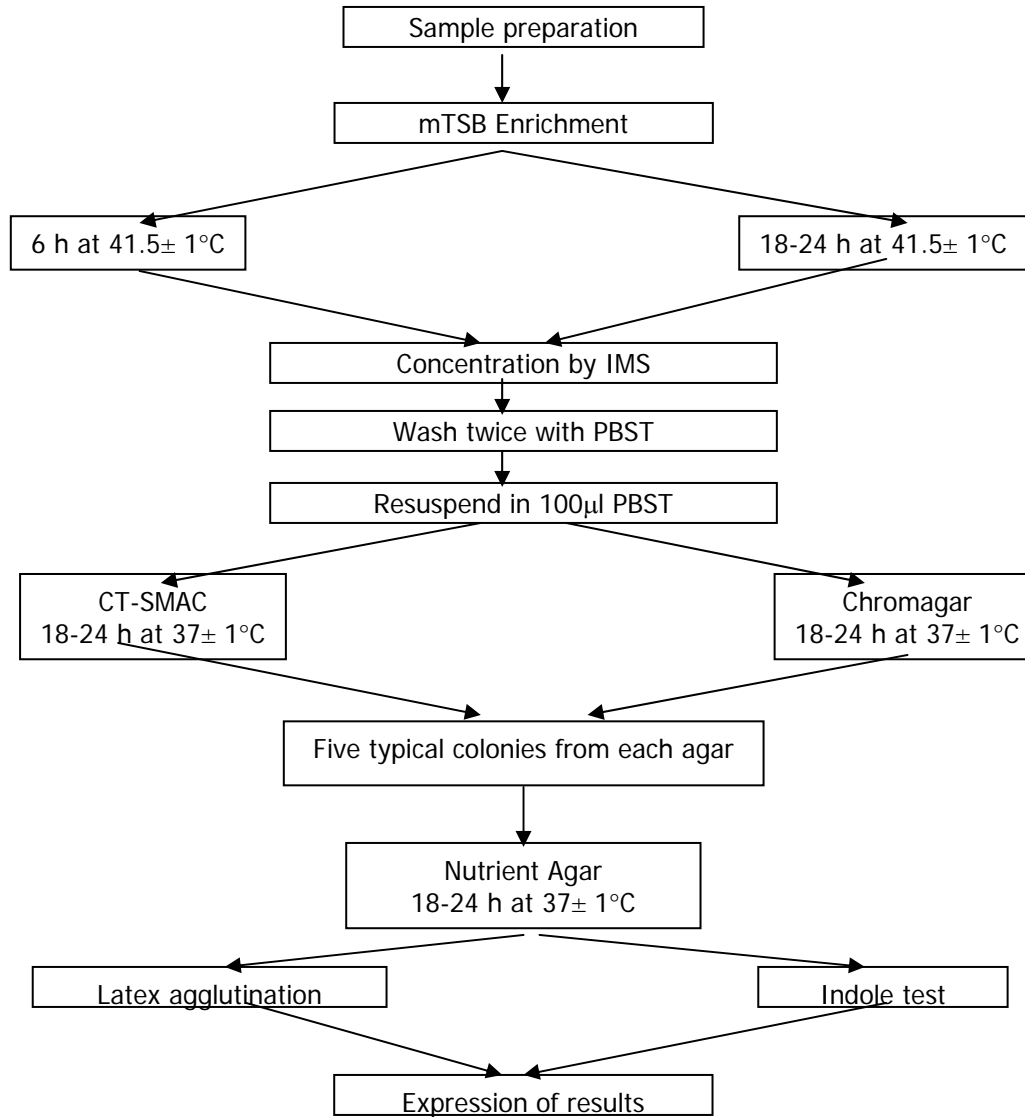 Sample preparation
mTSB Enrichment
6 h at 41.5± 1°C
18-24 h at 41.5± 1°C
Concentration by IMS
Wash twice with PBST
Resuspend in 100µl PBST
CT-SMAC
18-24 h at 37± 1°C
Chromagar
18-24 h at 37± 1°C
Five typical colonies from each agar
Nutrient Agar
18-24 h at 37± 1°C
Latex agglutination
Indole test
Expression of results